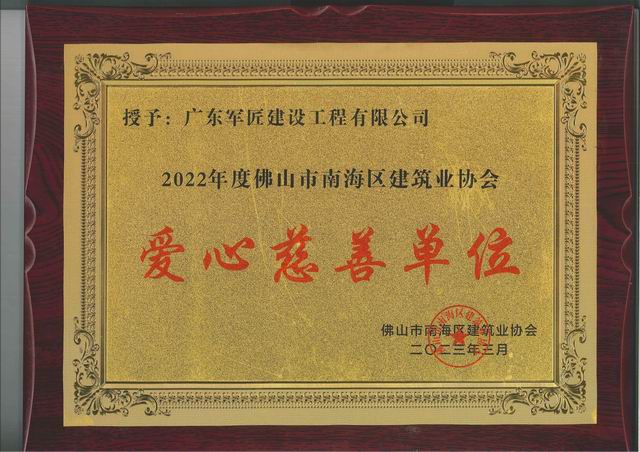 授予：广东军匠建设工程有限公司
2022年度佛山市南海区建筑业协会
爱心慈善单位
佛山市南海区建筑业协会
二〇二三年三月